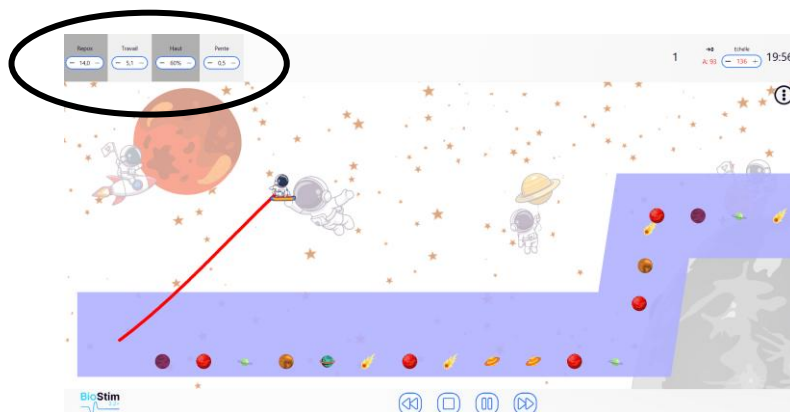 Repos Travail Haut Pente
− 14,0 − 5,1 − 60% − 0,5
1
Echelle
93 − 136 + 19:56
BioStim